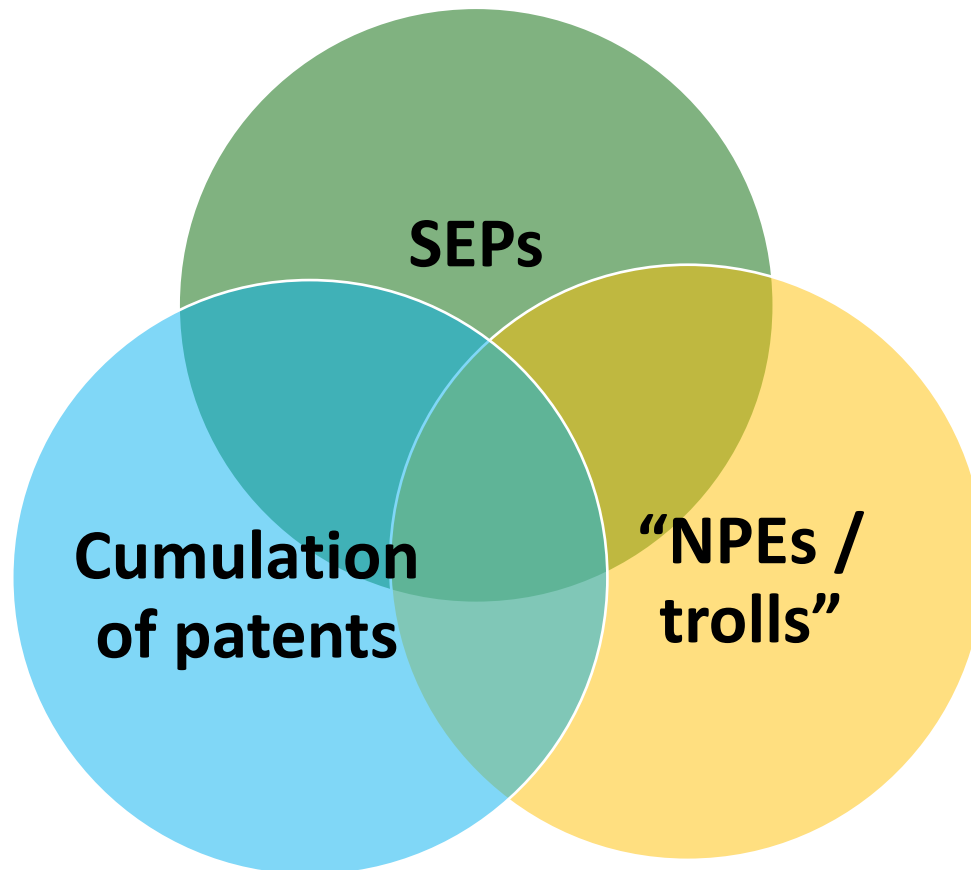 SEPs
Cumulation
of patents
“NPEs /
trolls”